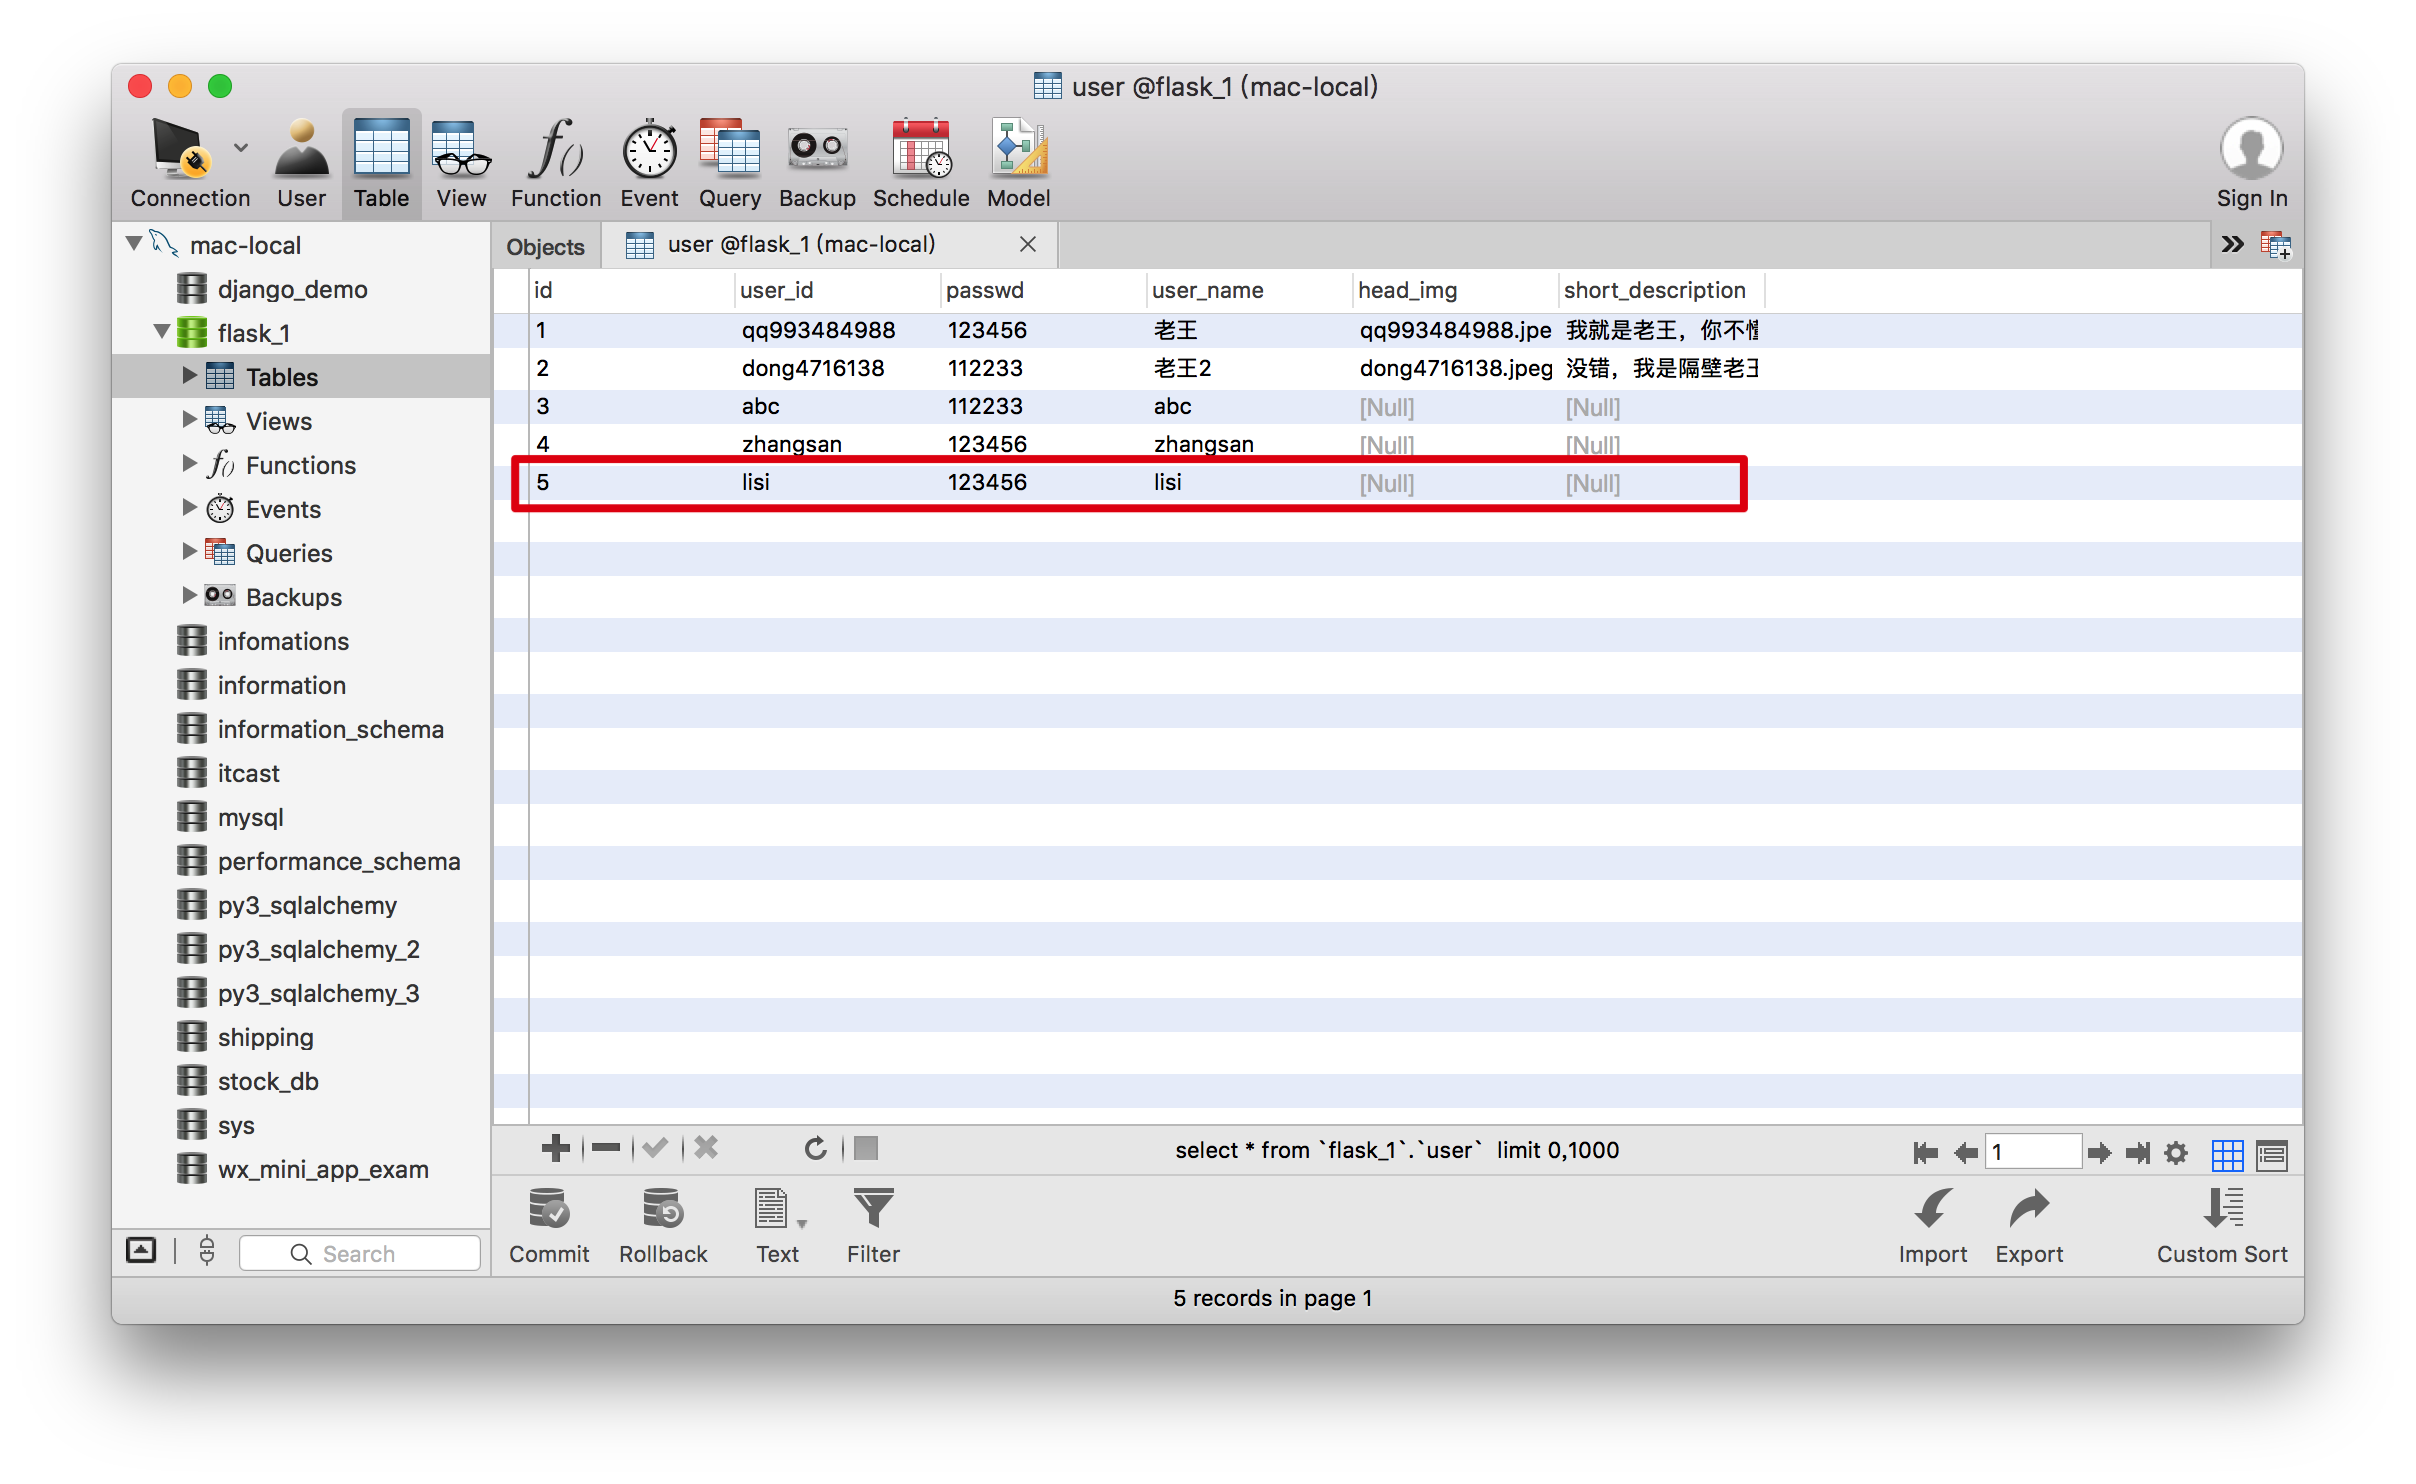 user @flask_1 (mac-local)
Connection User Table View Function Event Query Backup Schedule Model Sign In
mac-local
django_demo
flask_1
Tables
Views
Functions
Events
Queries
Backups
infomations
information
information_schema
itcast
mysql
performance_schema
py3_sqlalchemy
py3_sqlalchemy_2
py3_sqlalchemy_3
shipping
stock_db
sys
wx_mini_app_exam
Search
Objects user @flask_1 (mac-local)
id user_id passwd user_name head_img short_description
1 qq993484988 123456 老王 qq993484988.jpe 我就是老王，你不
2 dong4716138 112233 老王2 dong4716138.jpeg 没错，我是隔壁老王
3 abc 112233 abc [Null] [Null]
4 zhangsan 123456 zhangsan [Null] [Null]
5 lisi 123456 lisi [Null] [Null]
select * from `flask_1`.`user` limit 0,1000 1
Commit Rollback Text Filter Import Export Custom Sort
5 records in page 1